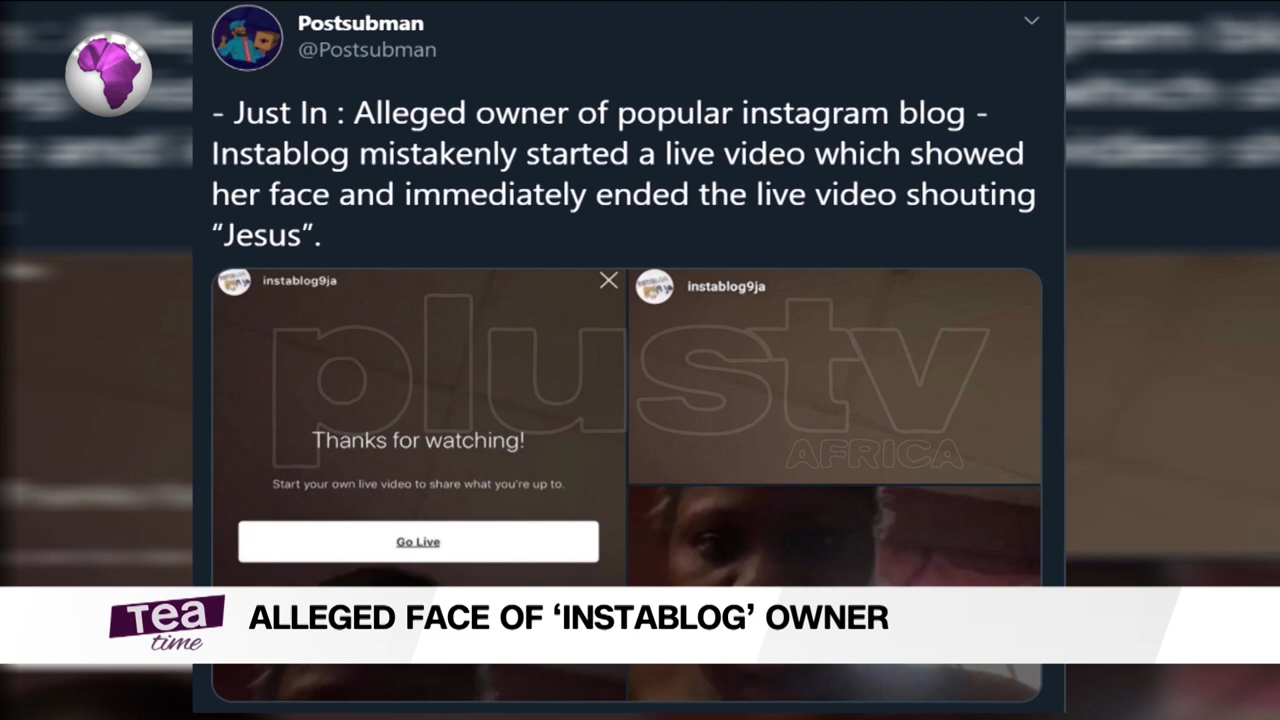 Postsubman
@Postsubman
- Just In : Alleged owner of popular instagram blog -
Instablog mistakenly started a live video which showed
her face and immediately ended the live video shouting
“Jesus”.
instablog9ja
instablog9ja
plustv
AFRICA
Thanks for watching!
Start your own live video to share what you're up to.
Go Live
Tea
time
ALLEGED FACE OF ‘INSTABLOG’ OWNER